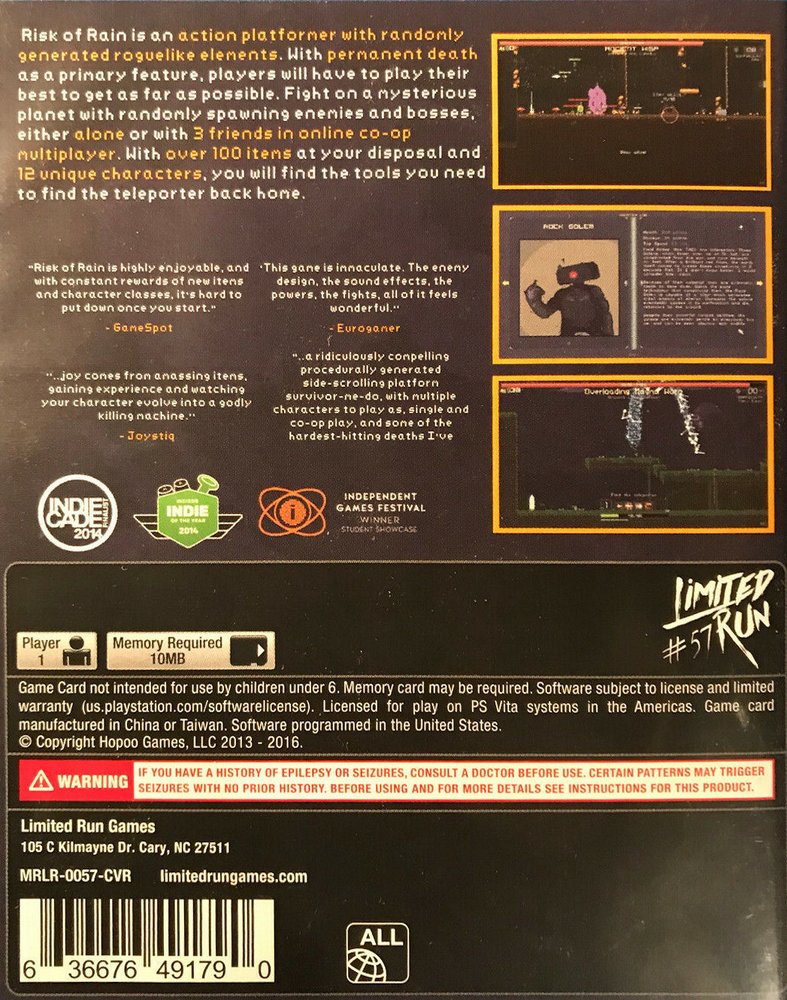 Risk of Rain is an action platformer with randomly
generated roguelike elements. With permanent death
as a primary feature, players will have to play their
best to get as far as possible. Fight on a mysterious
planet with randomly spawning enemies and bosses,
either alone or with 3 friends in online co-op
multiplayer. With over 100 items at your disposal and
12 unique characters, you will find the tools you need
to find the teleporter back home.
"Risk of Rain is highly enjoyable, and
with constant rewards of new items
and character classes, it's hard to
put down once you start."
- GameSpot
"This game is immaculate. The enemy
design, the sound effects, the
powers, the fights, all of it feels
wonderful."
- Eurogamer
"...joy comes from amassing items,
gaining experience and watching
your character evolve into a godly
killing machine."
- Joystiq
"...a ridiculously compelling
procedurally generated
side-scrolling platform
survivor-me-do, with multiple
characters to play as, single and
co-op play, and some of the
hardest-hitting deaths I've
ANCIENT WISP
ROCK GOLEM
Overloading Magma Worm
INDIE
CADE
FINALIST
2014
INDIE
OF THE YEAR
2014
INDEPENDENT
GAMES FESTIVAL
WINNER
STUDENT SHOWCASE
LIMITED
RUN
#57
Player
1
Memory Required
10MB
Game Card not intended for use by children under 6. Memory card may be required. Software subject to license and limited
warranty (us.playstation.com/softwarelicense). Licensed for play on PS Vita systems in the Americas. Game card
manufactured in China or Taiwan. Software programmed in the United States.
© Copyright Hopoo Games, LLC 2013 - 2016.
WARNING
IF YOU HAVE A HISTORY OF EPILEPSY OR SEIZURES, CONSULT A DOCTOR BEFORE USE. CERTAIN PATTERNS MAY TRIGGER
SEIZURES WITH NO PRIOR HISTORY. BEFORE USING AND FOR MORE DETAILS SEE INSTRUCTIONS FOR THIS PRODUCT.
Limited Run Games
105 C Kilmayne Dr. Cary, NC 27511
MRLR-0057-CVR limitedrungames.com
6 36676 49179 0
ALL